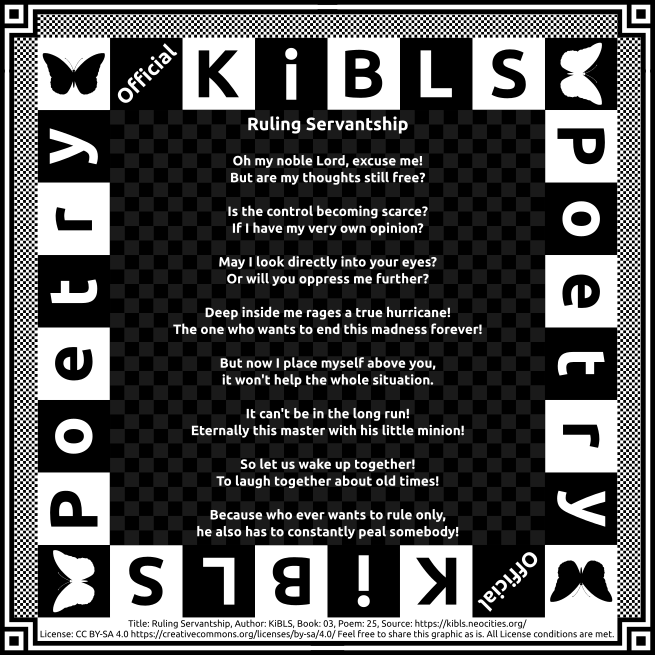 Official KiBLS
Poetry
Poetry
Ruling Servantship
Oh my noble Lord, excuse me!
But are my thoughts still free?
Is the control becoming scarce?
If I have my very own opinion?
May I look directly into your eyes?
Or will you oppress me further?
Deep inside me rages a true hurricane!
The one who wants to end this madness forever!
But now I place myself above you,
it won't help the whole situation.
It can't be in the long run!
Eternally this master with his little minion!
So let us wake up together!
To laugh together about old times!
Because who ever wants to rule only,
he also has to constantly peal somebody!
Official KiBLS
Title: Ruling Servantship, Author: KiBLS, Book: 03, Poem: 25, Source: https://kibls.neocities.org/
License: CC BY-SA 4.0 https://creativecommons.org/licenses/by-sa/4.0/ Feel free to share this graphic as is. All License conditions are met.